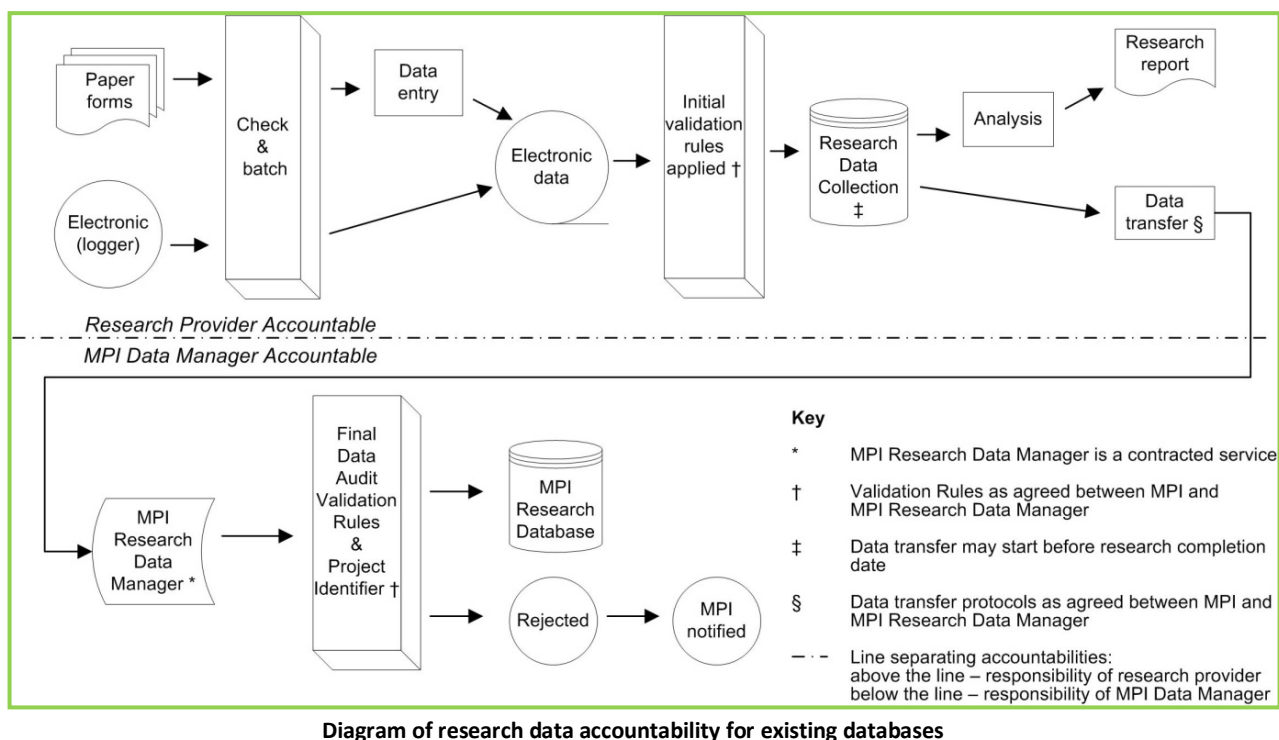 Paper
forms
Check
&
batch
Data
entry
Electronic
data
Initial
validation
rules
applied †
Research
Data
Collection
‡
Analysis
Research
report
Electronic
(logger)
Data
transfer §
Research Provider Accountable
MPI Data Manager Accountable
MPI
Research
Data
Manager *
Final
Data
Audit
Validation
Rules
&
Project
Identifier †
MPI
Research
Database
Rejected
MPI
notified
Key
* MPI Research Data Manager is a contracted service
† Validation Rules as agreed between MPI and
MPI Research Data Manager
‡ Data transfer may start before research completion
date
§ Data transfer protocols as agreed between MPI and
MPI Research Data Manager
Line separating accountabilities:
above the line – responsibility of research provider
below the line – responsibility of MPI Data Manager
Diagram of research data accountability for existing databases